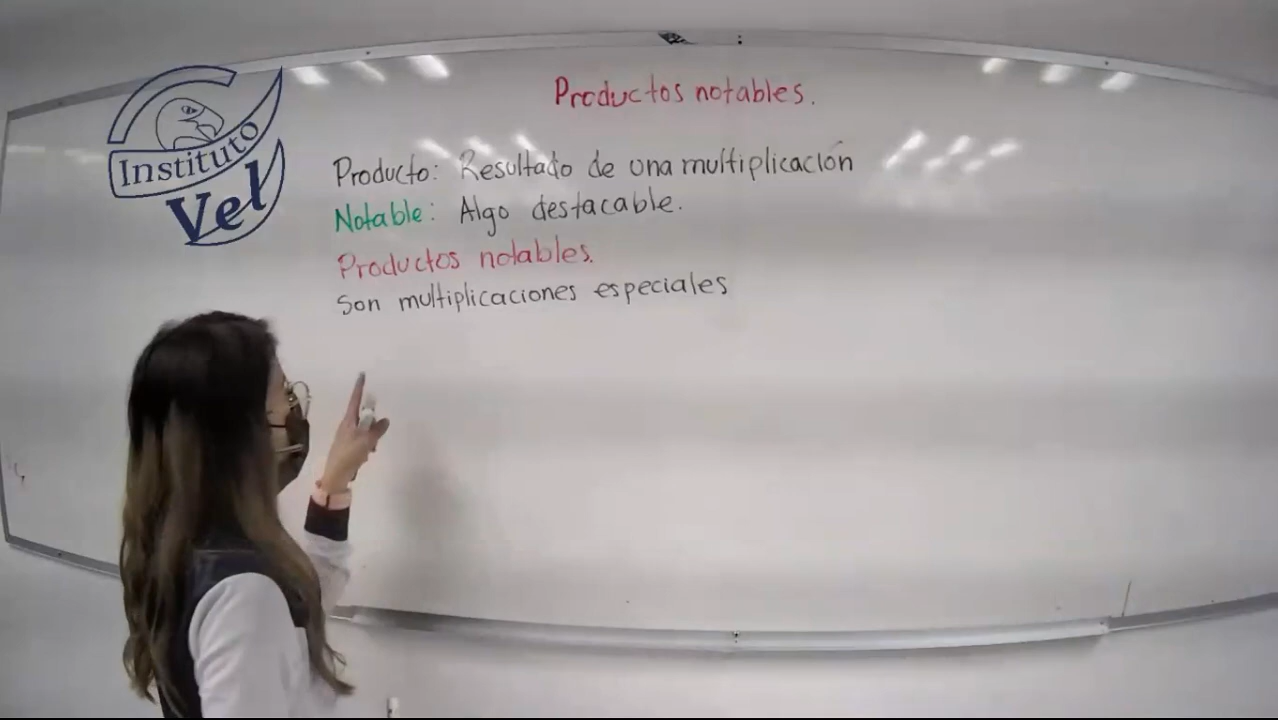 Productos notables.
Instituto
Vel
Producto: Resultado de una multiplicación
Notable: Algo destacable.
Productos notables.
Son multiplicaciones especiales